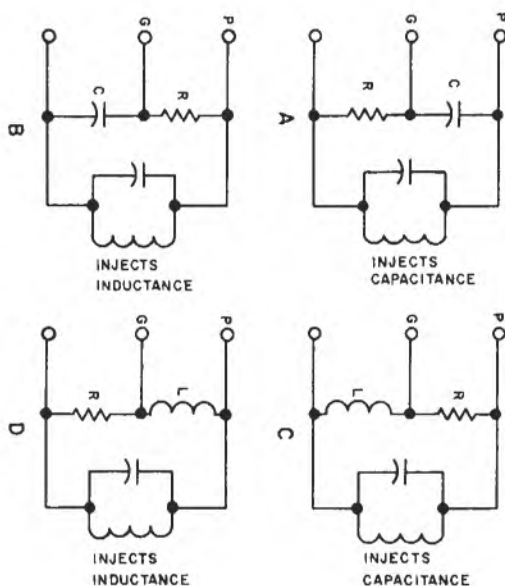 G
P
C
R
B
INJECTS
INDUCTANCE
G
P
R
C
A
INJECTS
CAPACITANCE
G
P
R
L
D
INJECTS
INDUCTANCE
G
P
L
R
C
INJECTS
CAPACITANCE